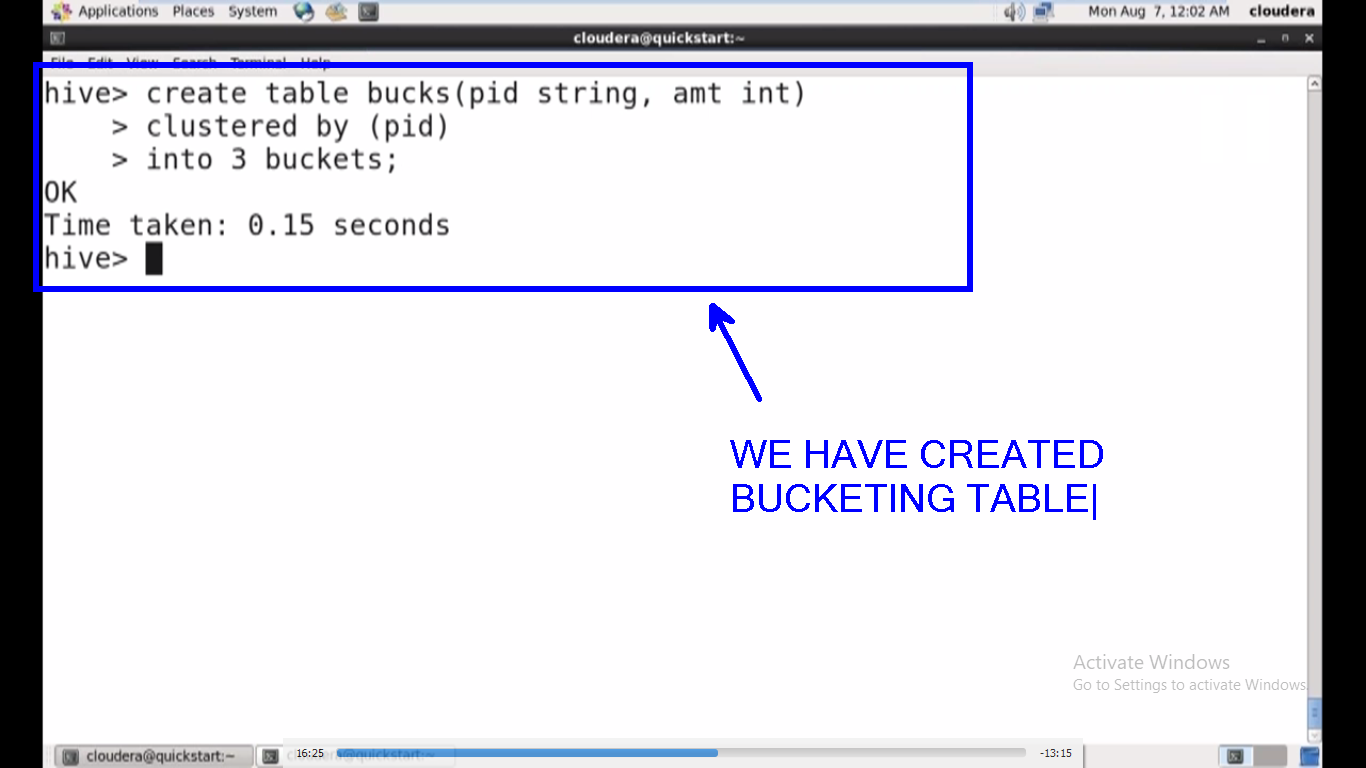 Applications Places System Mon Aug 7, 12:02 AM cloudera
cloudera@quickstart:~
File Edit View Search Terminal Help
hive> create table bucks(pid string, amt int)
> clustered by (pid)
> into 3 buckets;
OK
Time taken: 0.15 seconds
hive>
WE HAVE CREATED
BUCKETING TABLE
Activate Windows
Go to Settings to activate Windows.
cloudera@quickstart:~ 16:25 cloudera@quickstart:~ -13:15